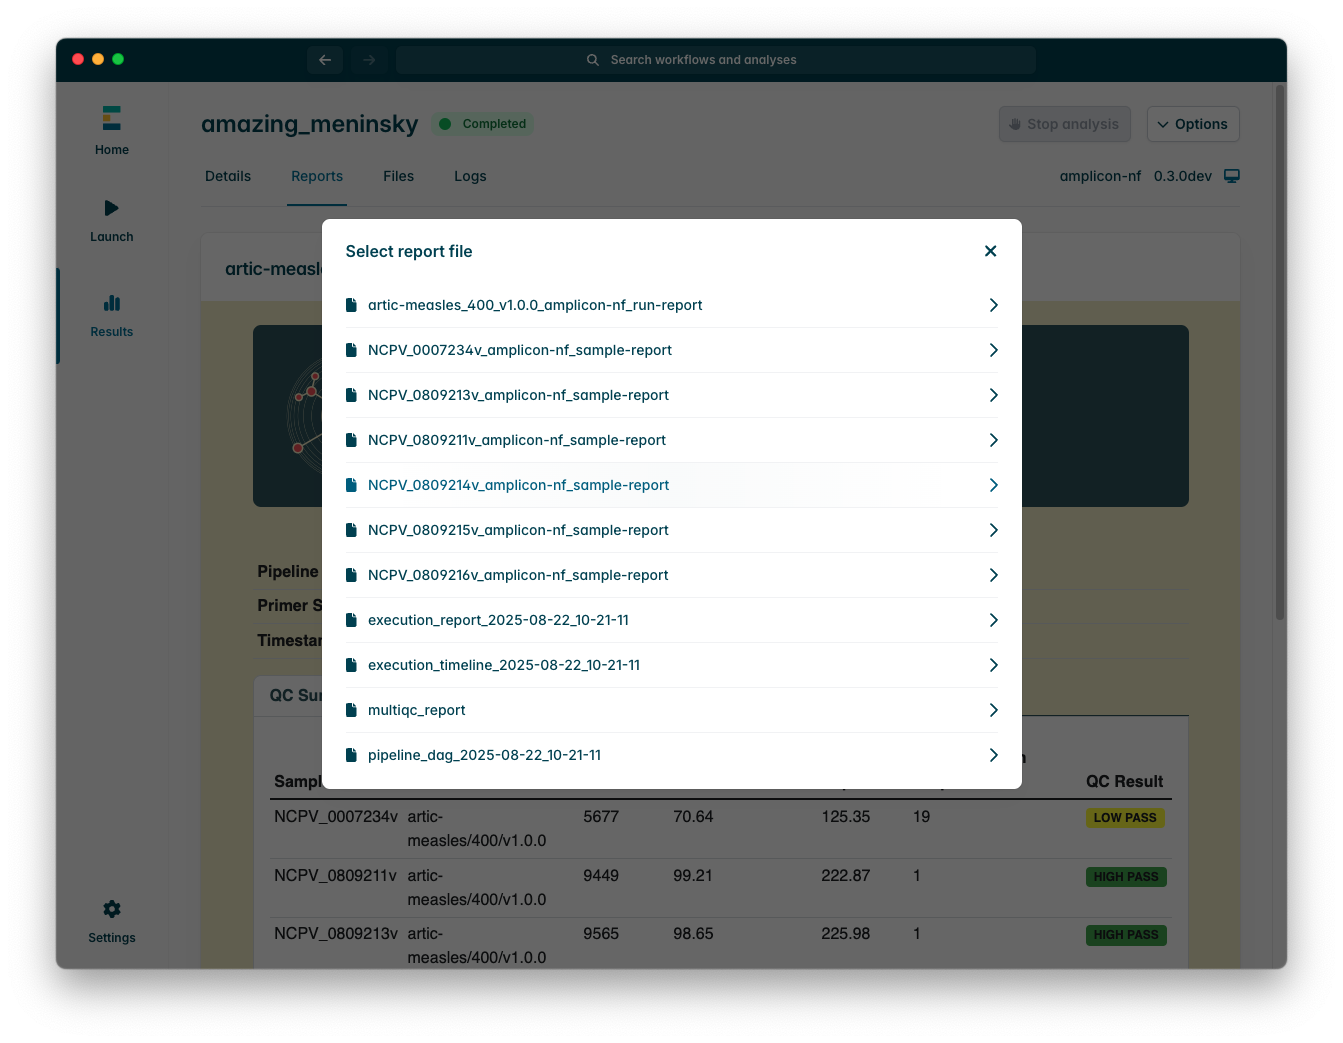 Search workflows and analyses
Home
Launch
Results
Settings
amazing_meninsky
Completed
Stop analysis
Options
Details
Reports
Files
Logs
amplicon-nf 0.3.0dev
Select report file
artic-measles_400_v1.0.0_amplicon-nf_run-report
NCPV_0007234v_amplicon-nf_sample-report
NCPV_0809213v_amplicon-nf_sample-report
NCPV_0809211v_amplicon-nf_sample-report
NCPV_0809214v_amplicon-nf_sample-report
NCPV_0809215v_amplicon-nf_sample-report
NCPV_0809216v_amplicon-nf_sample-report
execution_report_2025-08-22_10-21-11
execution_timeline_2025-08-22_10-21-11
multiqc_report
pipeline_dag_2025-08-22_10-21-11
Pipeline
Primer S
QC Result
NCPV_0007234v artic- 5677 70.64 125.35 19 LOW PASS
measles/400/v1.0.0
NCPV_0809211v artic- 9449 99.21 222.87 1 HIGH PASS
measles/400/v1.0.0
NCPV_0809213v artic- 9565 98.65 225.98 1 HIGH PASS
measles/400/v1.0.0